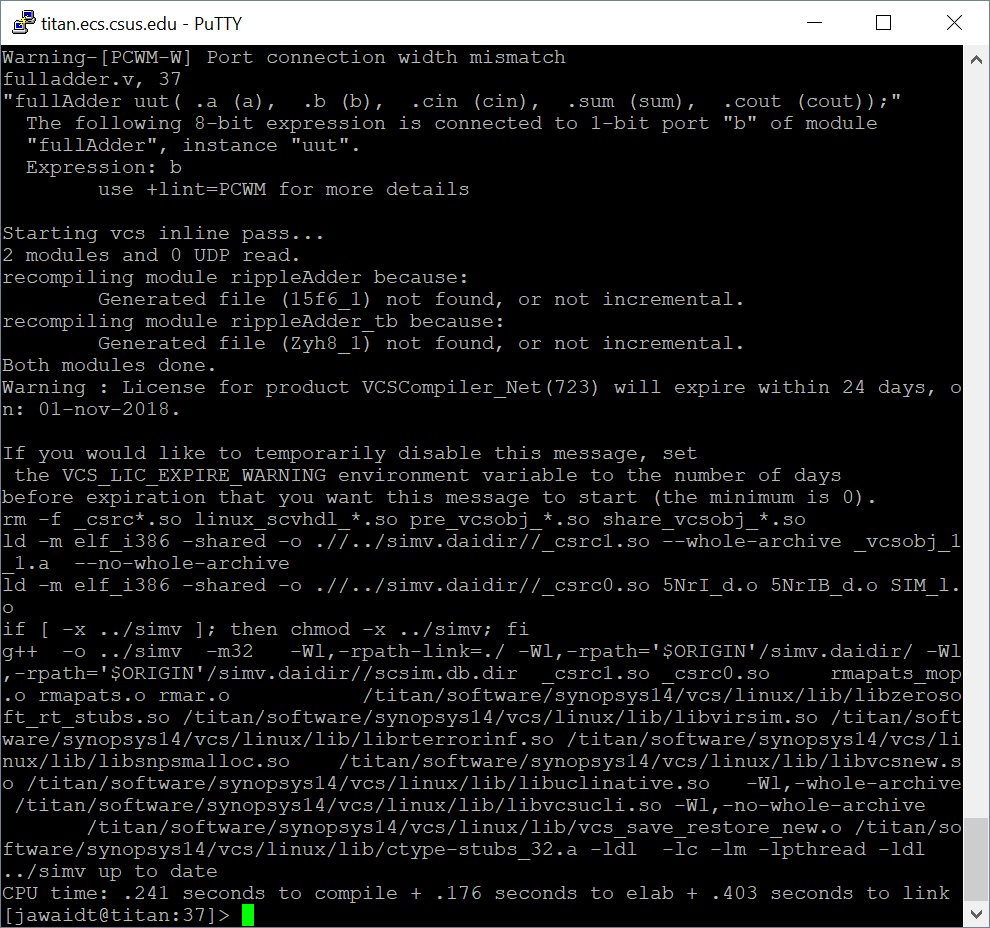 titan.ecs.csus.edu - PuTTY
Warning-[PCWM-W] Port connection width mismatch
fulladder.v, 37
"fullAdder uut( .a (a),  .b (b),  .cin (cin),  .sum (sum),  .cout (cout));"
  The following 8-bit expression is connected to 1-bit port "b" of module
  "fullAdder", instance "uut".
  Expression: b
        use +lint=PCWM for more details
Starting vcs inline pass...
2 modules and 0 UDP read.
recompiling module rippleAdder because:
        Generated file (15f6_1) not found, or not incremental.
recompiling module rippleAdder_tb because:
        Generated file (Zyh8_1) not found, or not incremental.
Both modules done.
Warning : License for product VCSCompiler_Net(723) will expire within 24 days, o
n: 01-nov-2018.
If you would like to temporarily disable this message, set
 the VCS_LIC_EXPIRE_WARNING environment variable to the number of days
before expiration that you want this message to start (the minimum is 0).
rm -f _csrc*.so linux_scvhdl_*.so pre_vcsobj_*.so share_vcsobj_*.so
ld -m elf_i386 -shared -o .//../simv.daidir//_csrc1.so --whole-archive _vcsobj_1
_1.a  --no-whole-archive
ld -m elf_i386 -shared -o .//../simv.daidir//_csrc0.so 5NrI_d.o 5NrIB_d.o SIM_l.
o
if [ -x ../simv ]; then chmod -x ../simv; fi
g++  -o ../simv  -m32   -Wl,-rpath-link=./ -Wl,-rpath='$ORIGIN'/simv.daidir/ -Wl
,-rpath='$ORIGIN'/simv.daidir//scsim.db.dir  _csrc1.so _csrc0.so     rmapats_mop
.o rmapats.o rmar.o           /titan/software/synopsys14/vcs/linux/lib/libzeroso
ft_rt_stubs.so /titan/software/synopsys14/vcs/linux/lib/libvirsim.so /titan/soft
ware/synopsys14/vcs/linux/lib/librterrorinf.so /titan/software/synopsys14/vcs/li
nux/lib/libsnpsmalloc.so    /titan/software/synopsys14/vcs/linux/lib/libvcsnew.s
o /titan/software/synopsys14/vcs/linux/lib/libuclinative.so   -Wl,-whole-archive
 /titan/software/synopsys14/vcs/linux/lib/libvcsucli.so -Wl,-no-whole-archive
       /titan/software/synopsys14/vcs/linux/lib/vcs_save_restore_new.o /titan/so
ftware/synopsys14/vcs/linux/lib/ctype-stubs_32.a -ldl  -lc -lm -lpthread -ldl
../simv up to date
CPU time: .241 seconds to compile + .176 seconds to elab + .403 seconds to link
[jawaidt@titan:37]>